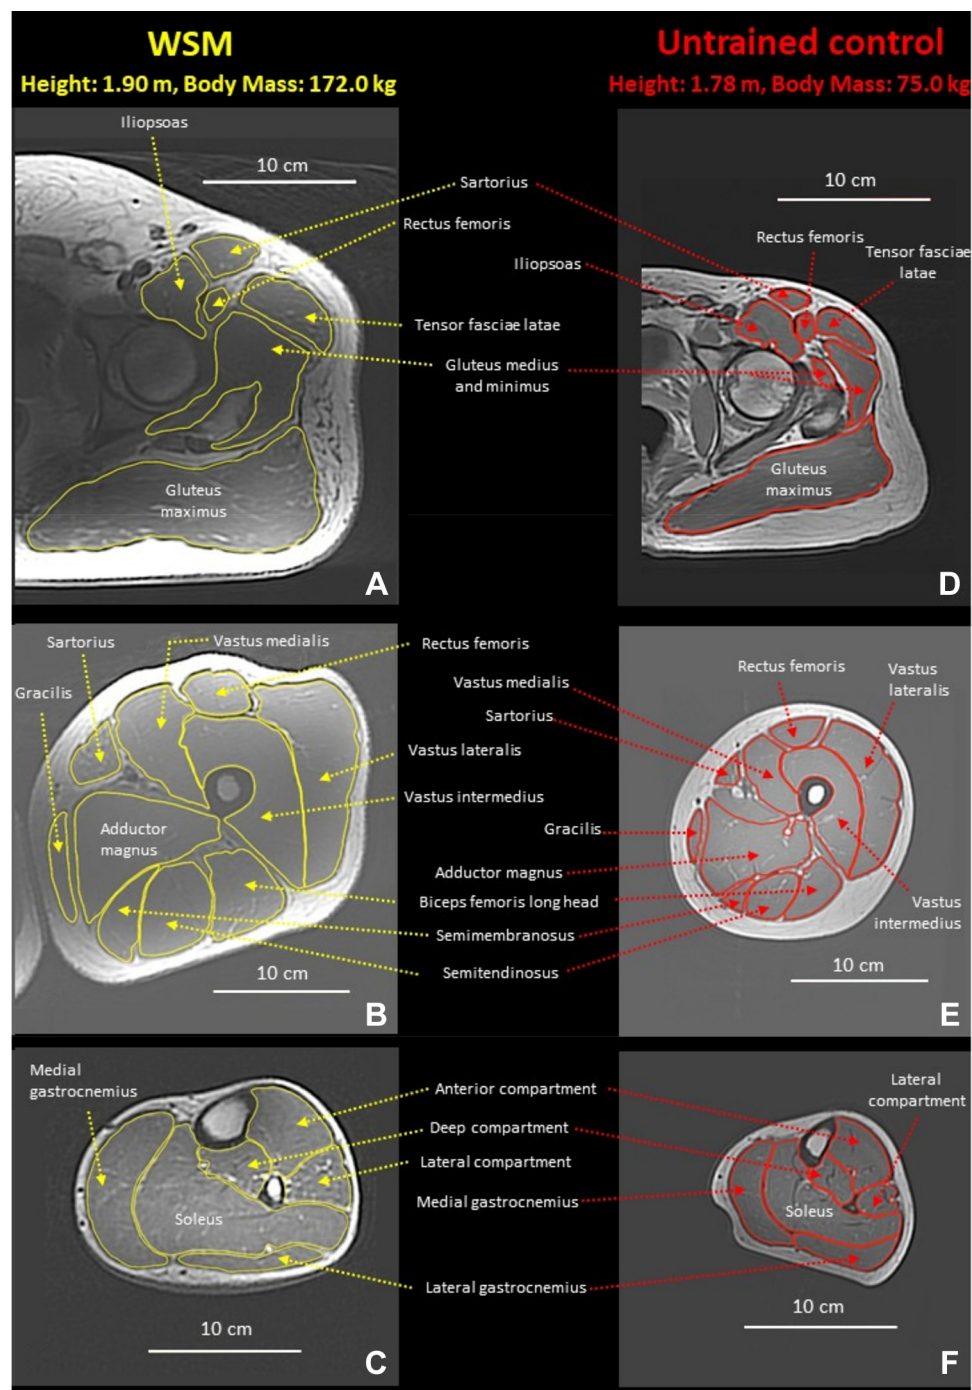 WSM
Height: 1.90 m, Body Mass: 172.0 kg
Untrained control
Height: 1.78 m, Body Mass: 75.0 kg
Iliopsoas
10 cm
Sartorius
Rectus femoris
Iliopsoas
Tensor fasciae latae
Gluteus medius
and minimus
Gluteus
maximus
A
10 cm
Rectus femoris
Tensor fasciae
latae
Gluteus
maximus
D
Sartorius
Vastus medialis
Gracilis
Adductor
magnus
10 cm
B
Rectus femoris
Vastus medialis
Sartorius
Vastus lateralis
Vastus intermedius
Gracilis
Adductor magnus
Biceps femoris long head
Semimembranosus
Semitendinosus
Rectus femoris
Vastus
lateralis
Vastus
intermedius
10 cm
E
Medial
gastrocnemius
Soleus
10 cm
C
Anterior compartment
Deep compartment
Lateral compartment
Medial gastrocnemius
Lateral gastrocnemius
Lateral
compartment
Soleus
10 cm
F